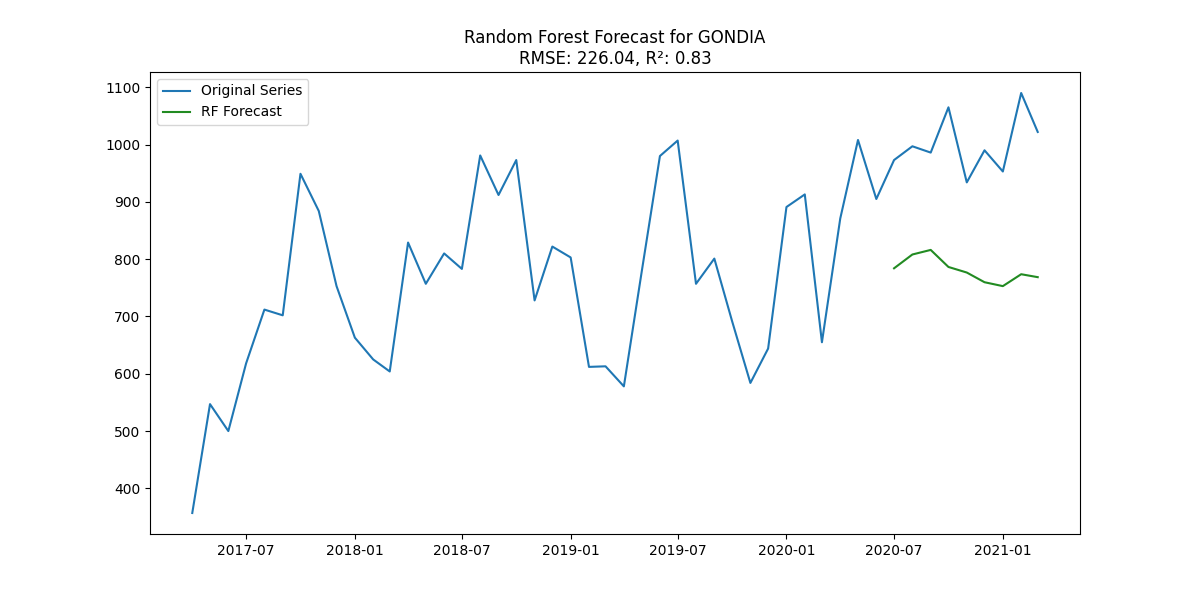 Random Forest Forecast for GONDIA
RMSE: 226.04, R²: 0.83
Original Series
RF Forecast
1100
1000
900
800
700
600
500
400
2017-07 2018-01 2018-07 2019-01 2019-07 2020-01 2020-07 2021-01